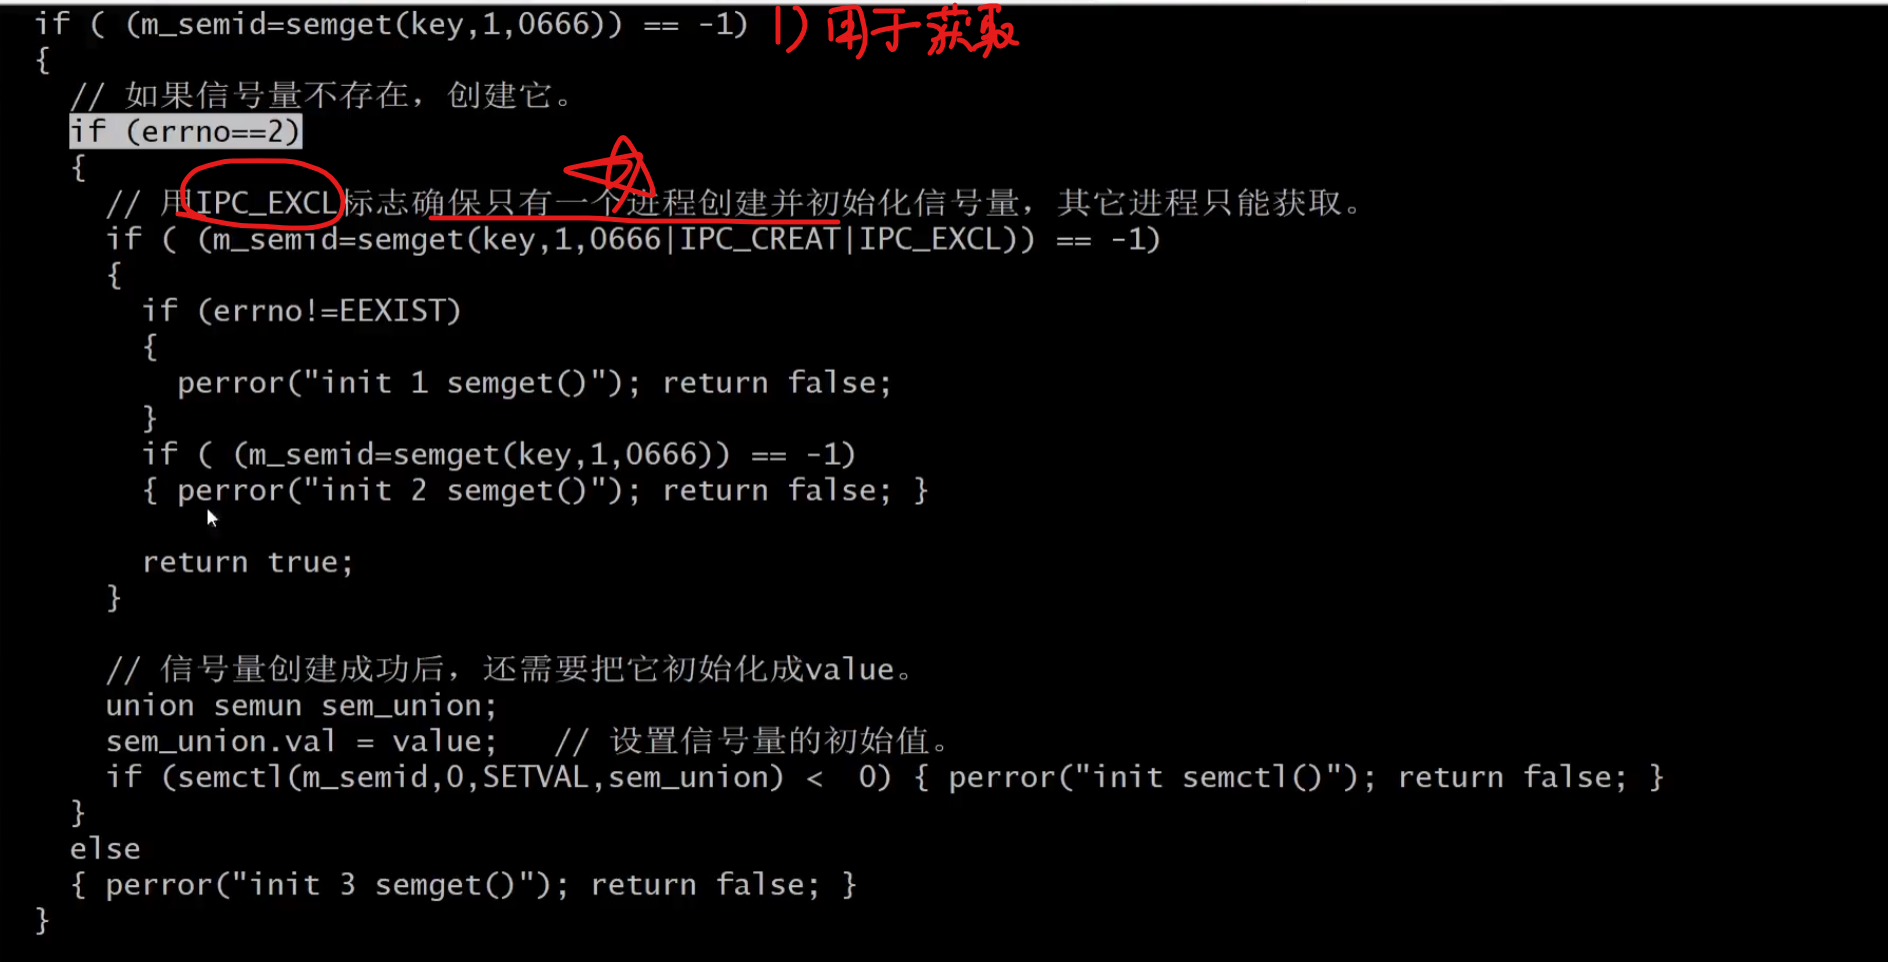 if ( (m_semid=semget(key,1,0666)) == -1) 1) 用于获取
{
// 如果信号量不存在，创建它。
if (errno==2)
{
// 用IPC_EXCL标志确保只有一个进程创建并初始化信号量，其它进程只能获取。
if ( (m_semid=semget(key,1,0666|IPC_CREAT|IPC_EXCL)) == -1)
{
if (errno!=EEXIST)
{
perror("init 1 semget()"); return false;
}
if ( (m_semid=semget(key,1,0666)) == -1)
{ perror("init 2 semget()"); return false; }
return true;
}
// 信号量创建成功后，还需要把它初始化成value。
union semun sem_union;
sem_union.val = value;   // 设置信号量的初始值。
if (semctl(m_semid,0,SETVAL,sem_union) <  0) { perror("init semctl()"); return false; }
}
else
{ perror("init 3 semget()"); return false; }
}